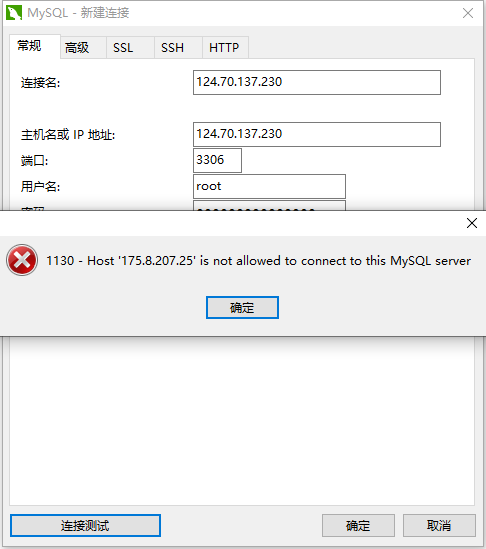 MySQL - 新建连接
常规 高级 SSL SSH HTTP
连接名: 124.70.137.230
主机名或 IP 地址: 124.70.137.230
端口: 3306
用户名: root
1130 - Host '175.8.207.25' is not allowed to connect to this MySQL server
确定
连接测试 确定 取消